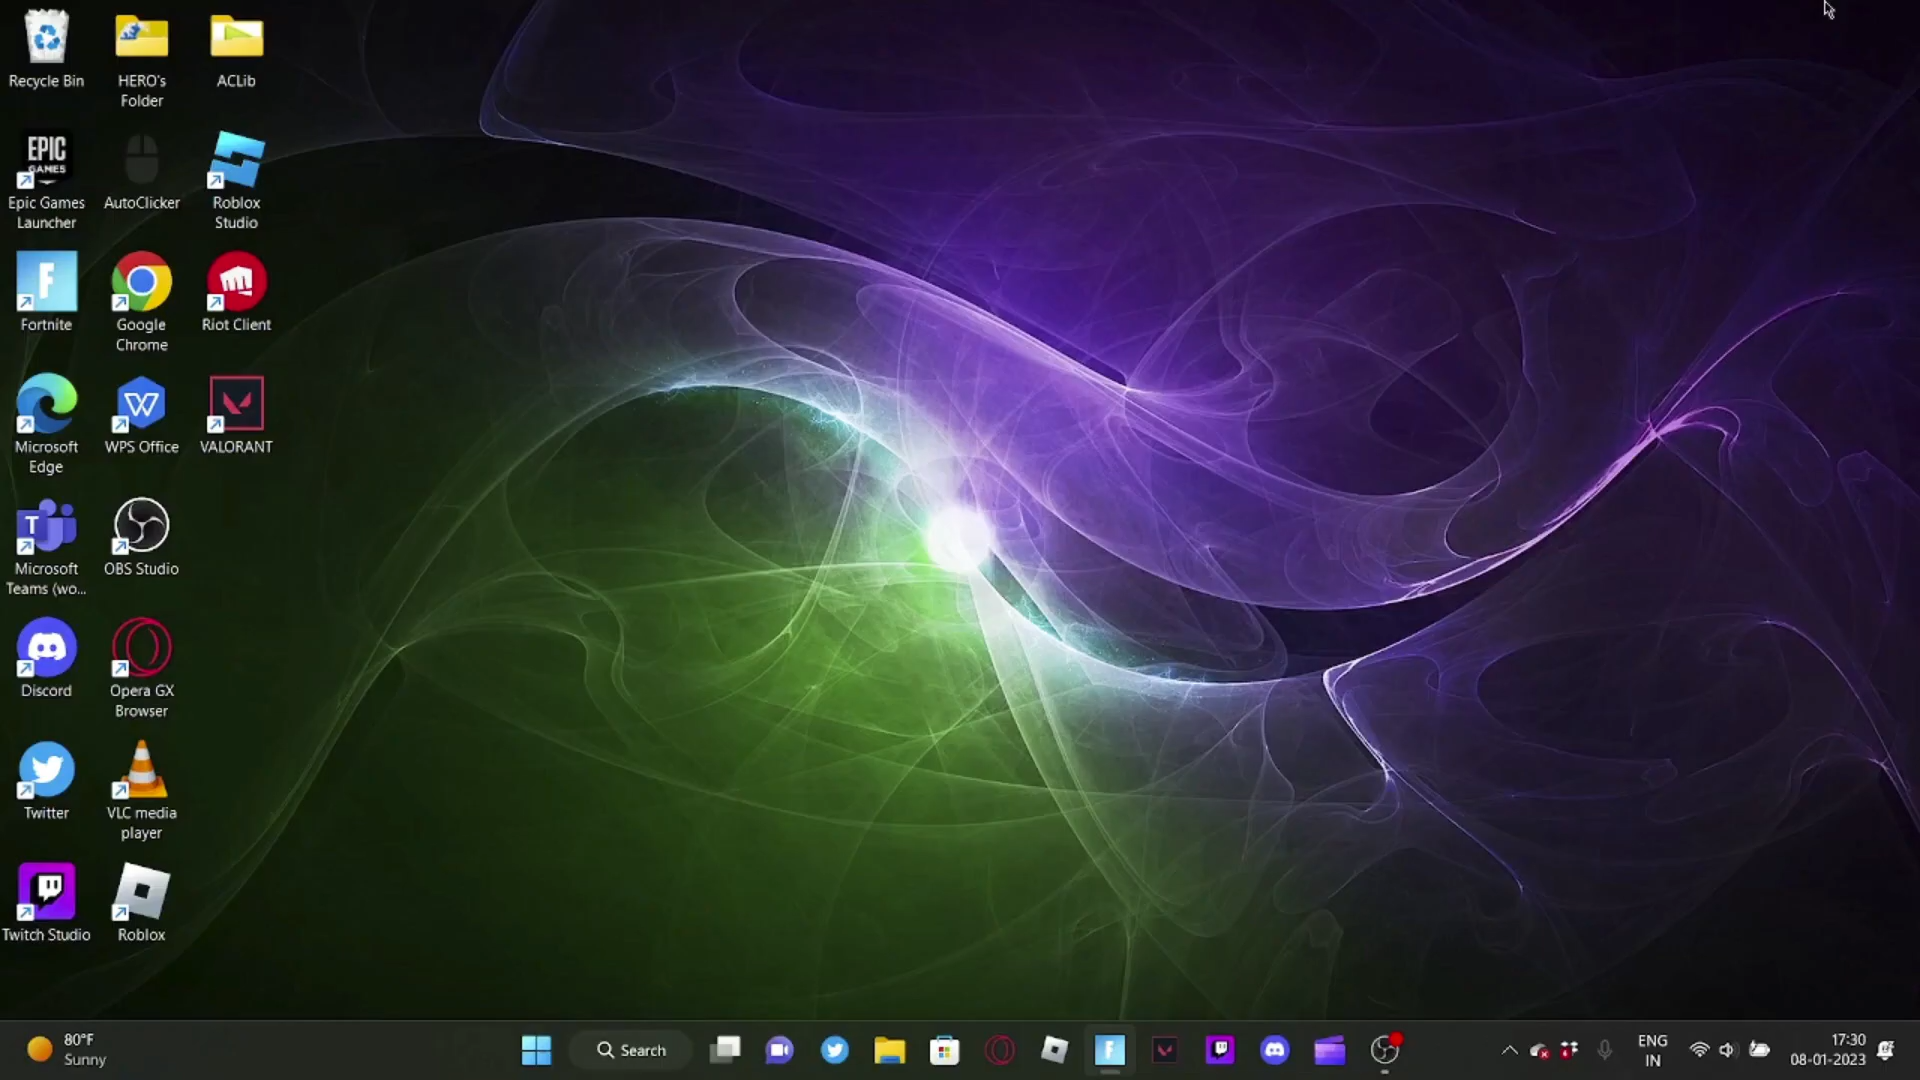 Recycle Bin
HERO's
Folder
ACLib
EPIC
GAMES
Epic Games
Launcher
AutoClicker
Roblox
Studio
F
Fortnite
Google
Chrome
Riot Client
Microsoft
Edge
W
WPS Office
VALORANT
T
Microsoft
Teams (wo...
OBS Studio
Discord
Opera GX
Browser
Twitter
VLC media
player
Twitch Studio
Roblox
80°F
Sunny
Search
F
ENG
IN
17:30
08-01-2023